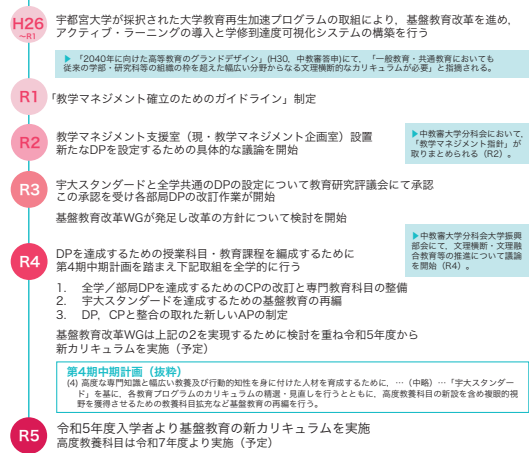 H26
~R1
宇都宮大学が採択された大学教育再生加速プログラムの取組により，基盤教育改革を進め，
アクティブ・ラーニングの導入と学修到達度可視化システムの構築を行う
▶「2040年に向けた高等教育のグランドデザイン」(H30，中教審答申)にて，「一般教育・共通教育においても
従来の学部・研究科等の組織の枠を超えた幅広い分野からなる文理横断的なカリキュラムが必要」と指摘される。
R1
「教学マネジメント確立のためのガイドライン」制定
R2
教学マネジメント支援室（現・教学マネジメント企画室）設置
新たなDPを設定するための具体的な議論を開始
▶中教審大学分科会において，
「教学マネジメント指針」が
取りまとめられる（R2）。
R3
宇大スタンダードと全学共通のDPの設定について教育研究評議会にて承認
この承認を受け各部局DPの改訂作業が開始
基盤教育改革WGが発足し改革の方針について検討を開始
▶中教審大学分科会大学振興
部会にて，文理横断・文理融
合教育等の推進について議論
を開始（R4）。
R4
DPを達成するための授業科目・教育課程を編成するために
第4期中期計画を踏まえ下記取組を全学的に行う
1. 全学／部局DPを達成するためのCPの改訂と専門教育科目の整備
2. 宇大スタンダードを達成するための基盤教育の再編
3. DP，CPと整合の取れた新しいAPの制定
基盤教育改革WGは上記の2を実現するために検討を重ね令和5年度から
新カリキュラムを実施（予定）
第4期中期計画（抜粋）
(4) 高度な専門知識と幅広い教養及び行動的知性を身に付けた人材を育成するために，…（中略）…「宇大スタンダー
ド」を基に，各教育プログラムのカリキュラムの精選・見直しを行うとともに，高度教養科目の新設を含め複眼的視
野を獲得させるための教養科目拡充など基盤教育の再編を行う。
R5
令和5年度入学者より基盤教育の新カリキュラムを実施
高度教養科目は令和7年度より実施（予定）